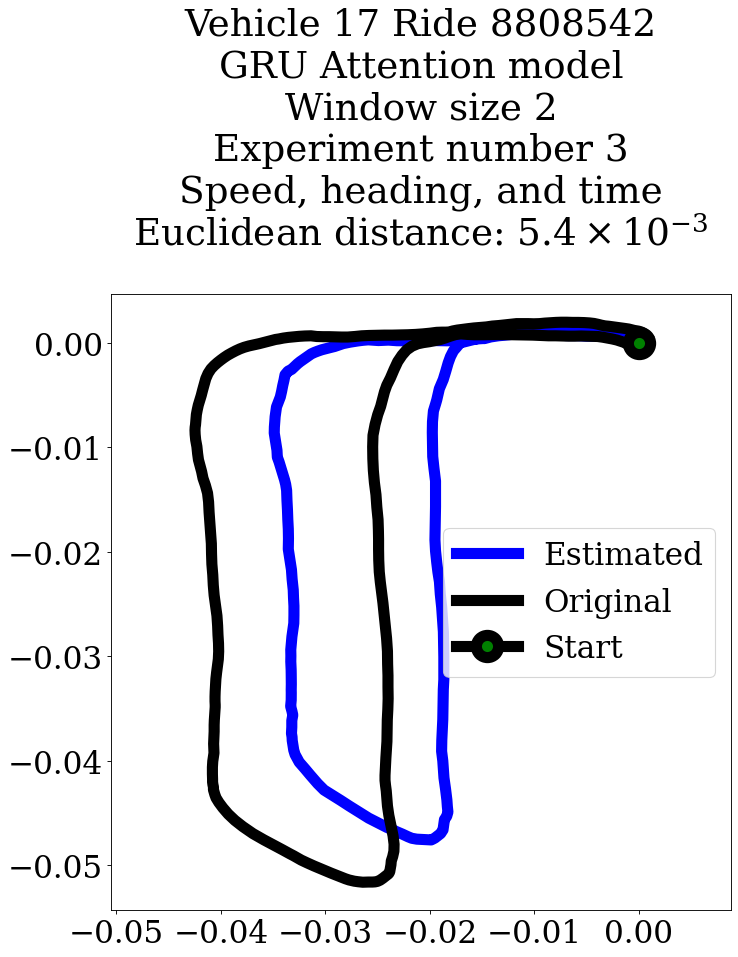 Vehicle 17 Ride 8808542
GRU Attention model
Window size 2
Experiment number 3
Speed, heading, and time
Euclidean distance: 5.4 × 10⁻³
0.00
−0.01
−0.02
−0.03
−0.04
−0.05
Estimated
Original
Start
−0.05 −0.04 −0.03 −0.02 −0.01 0.00